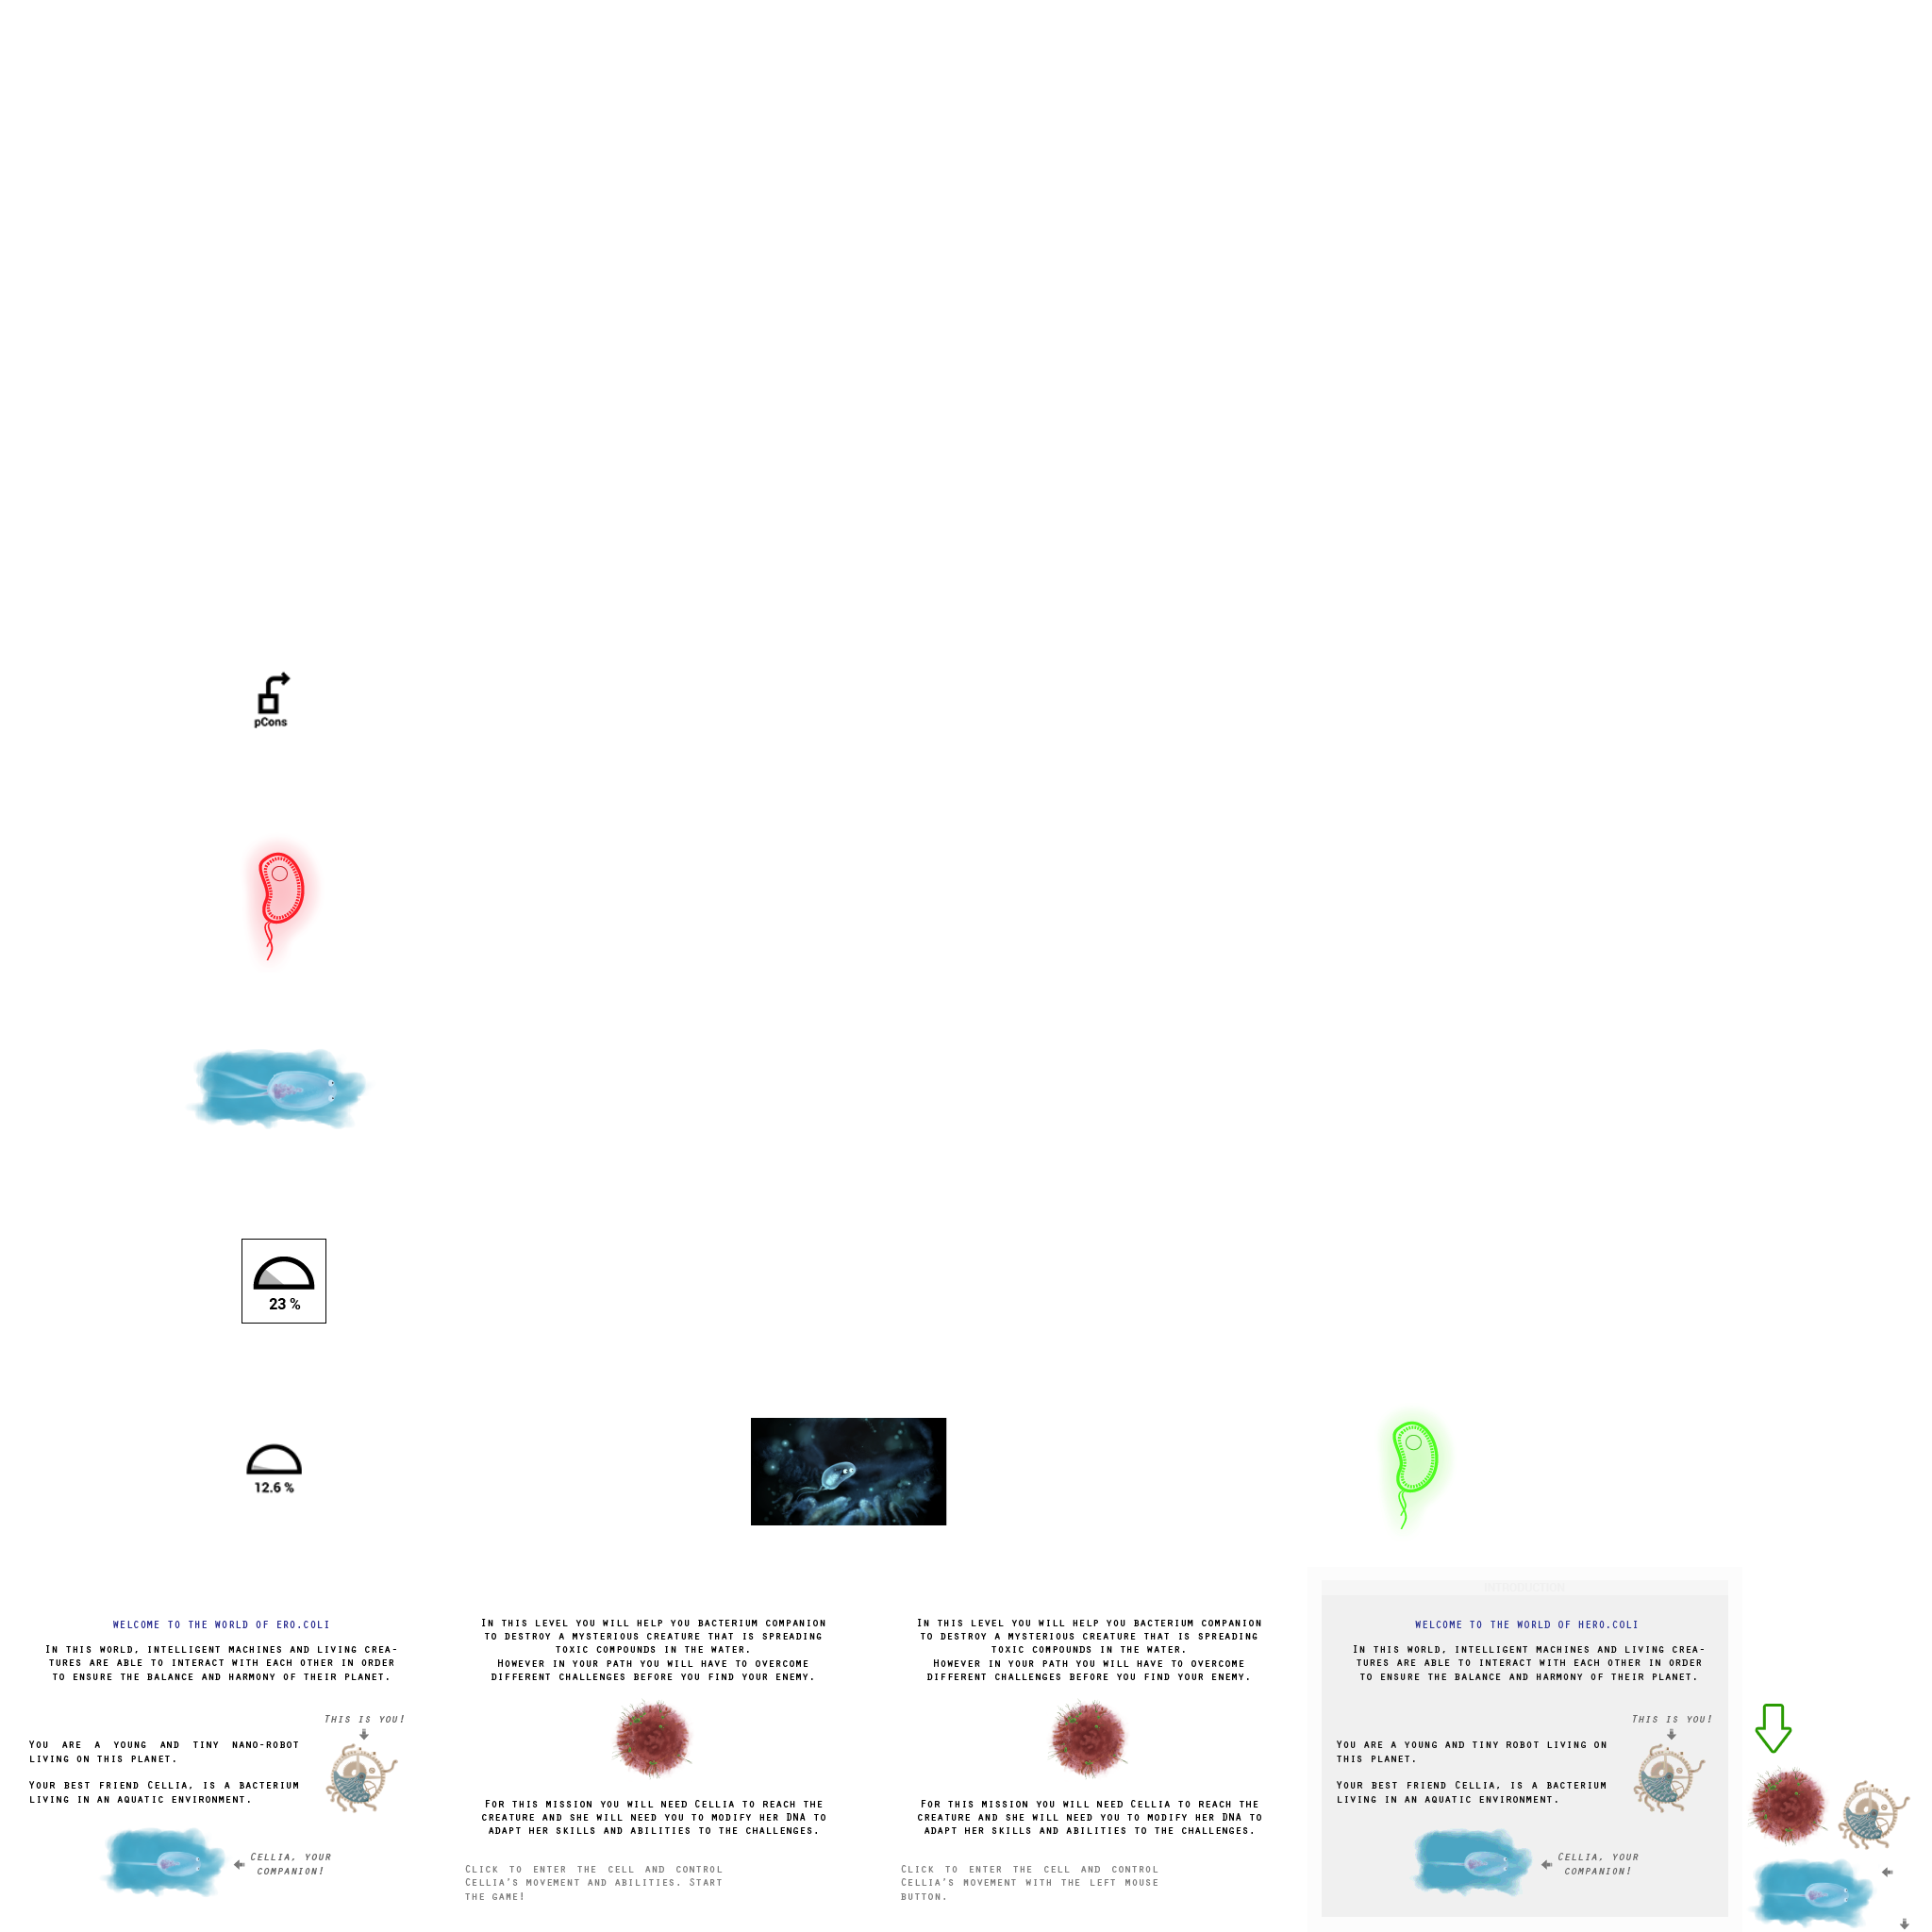 pCons
23 %
12.6 %
WELCOME TO THE WORLD OF ERO.COLI
IN THIS WORLD, INTELLIGENT MACHINES AND LIVING CREA-
TURES ARE ABLE TO INTERACT WITH EACH OTHER IN ORDER
TO ENSURE THE BALANCE AND HARMONY OF THEIR PLANET.
THIS IS YOU!
YOU ARE A YOUNG AND TINY NANO-ROBOT
LIVING ON THIS PLANET.
YOUR BEST FRIEND CELLIA, IS A BACTERIUM
LIVING IN AN AQUATIC ENVIRONMENT.
CELLIA, YOUR
COMPANION!
IN THIS LEVEL YOU WILL HELP YOU BACTERIUM COMPANION
TO DESTROY A MYSTERIOUS CREATURE THAT IS SPREADING
TOXIC COMPOUNDS IN THE WATER.
HOWEVER IN YOUR PATH YOU WILL HAVE TO OVERCOME
DIFFERENT CHALLENGES BEFORE YOU FIND YOUR ENEMY.
FOR THIS MISSION YOU WILL NEED CELLIA TO REACH THE
CREATURE AND SHE WILL NEED YOU TO MODIFY HER DNA TO
ADAPT HER SKILLS AND ABILITIES TO THE CHALLENGES.
CLICK TO ENTER THE CELL AND CONTROL
CELLIA'S MOVEMENT AND ABILITIES. START
THE GAME!
IN THIS LEVEL YOU WILL HELP YOU BACTERIUM COMPANION
TO DESTROY A MYSTERIOUS CREATURE THAT IS SPREADING
TOXIC COMPOUNDS IN THE WATER.
HOWEVER IN YOUR PATH YOU WILL HAVE TO OVERCOME
DIFFERENT CHALLENGES BEFORE YOU FIND YOUR ENEMY.
FOR THIS MISSION YOU WILL NEED CELLIA TO REACH THE
CREATURE AND SHE WILL NEED YOU TO MODIFY HER DNA TO
ADAPT HER SKILLS AND ABILITIES TO THE CHALLENGES.
CLICK TO ENTER THE CELL AND CONTROL
CELLIA'S MOVEMENT WITH THE LEFT MOUSE
BUTTON.
INTRODUCTION
WELCOME TO THE WORLD OF HERO.COLI
IN THIS WORLD, INTELLIGENT MACHINES AND LIVING CREA-
TURES ARE ABLE TO INTERACT WITH EACH OTHER IN ORDER
TO ENSURE THE BALANCE AND HARMONY OF THEIR PLANET.
THIS IS YOU!
YOU ARE A YOUNG AND TINY ROBOT LIVING ON
THIS PLANET.
YOUR BEST FRIEND CELLIA, IS A BACTERIUM
LIVING IN AN AQUATIC ENVIRONMENT.
CELLIA, YOUR
COMPANION!